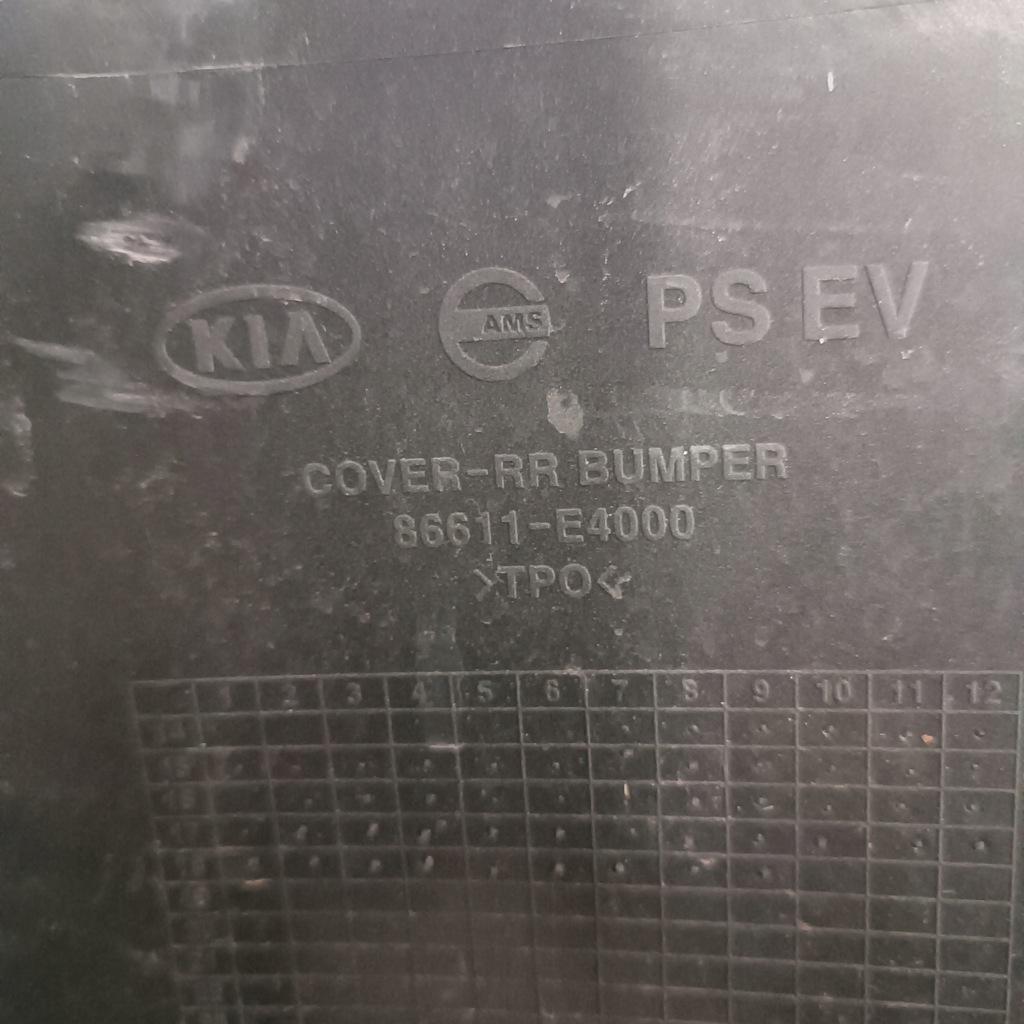 KIA AMS PS EV
COVER-RR BUMPER
86611-E4000
>TPO<
1 2 3 4 5 6 7 8 9 10 11 12